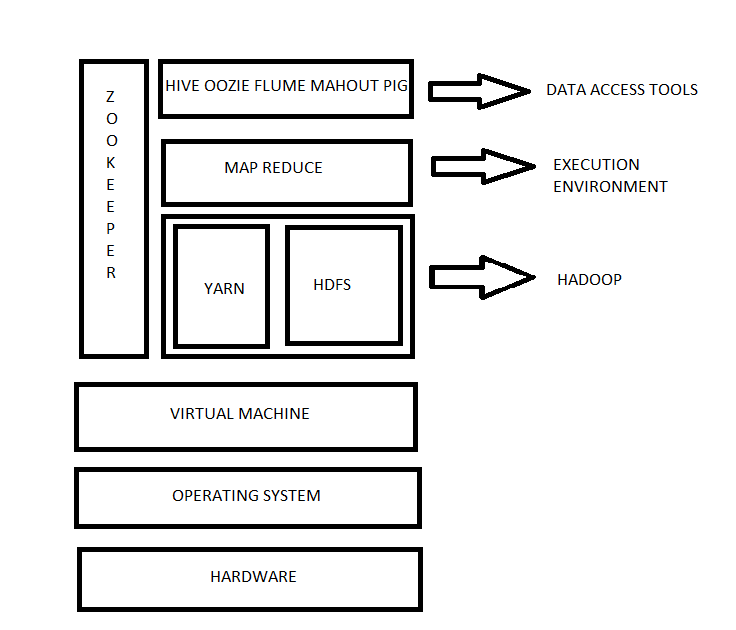 ZOOKEEPER
HIVE OOZIE FLUME MAHOUT PIG
DATA ACCESS TOOLS
MAP REDUCE
EXECUTION
ENVIRONMENT
YARN
HDFS
HADOOP
VIRTUAL MACHINE
OPERATING SYSTEM
HARDWARE